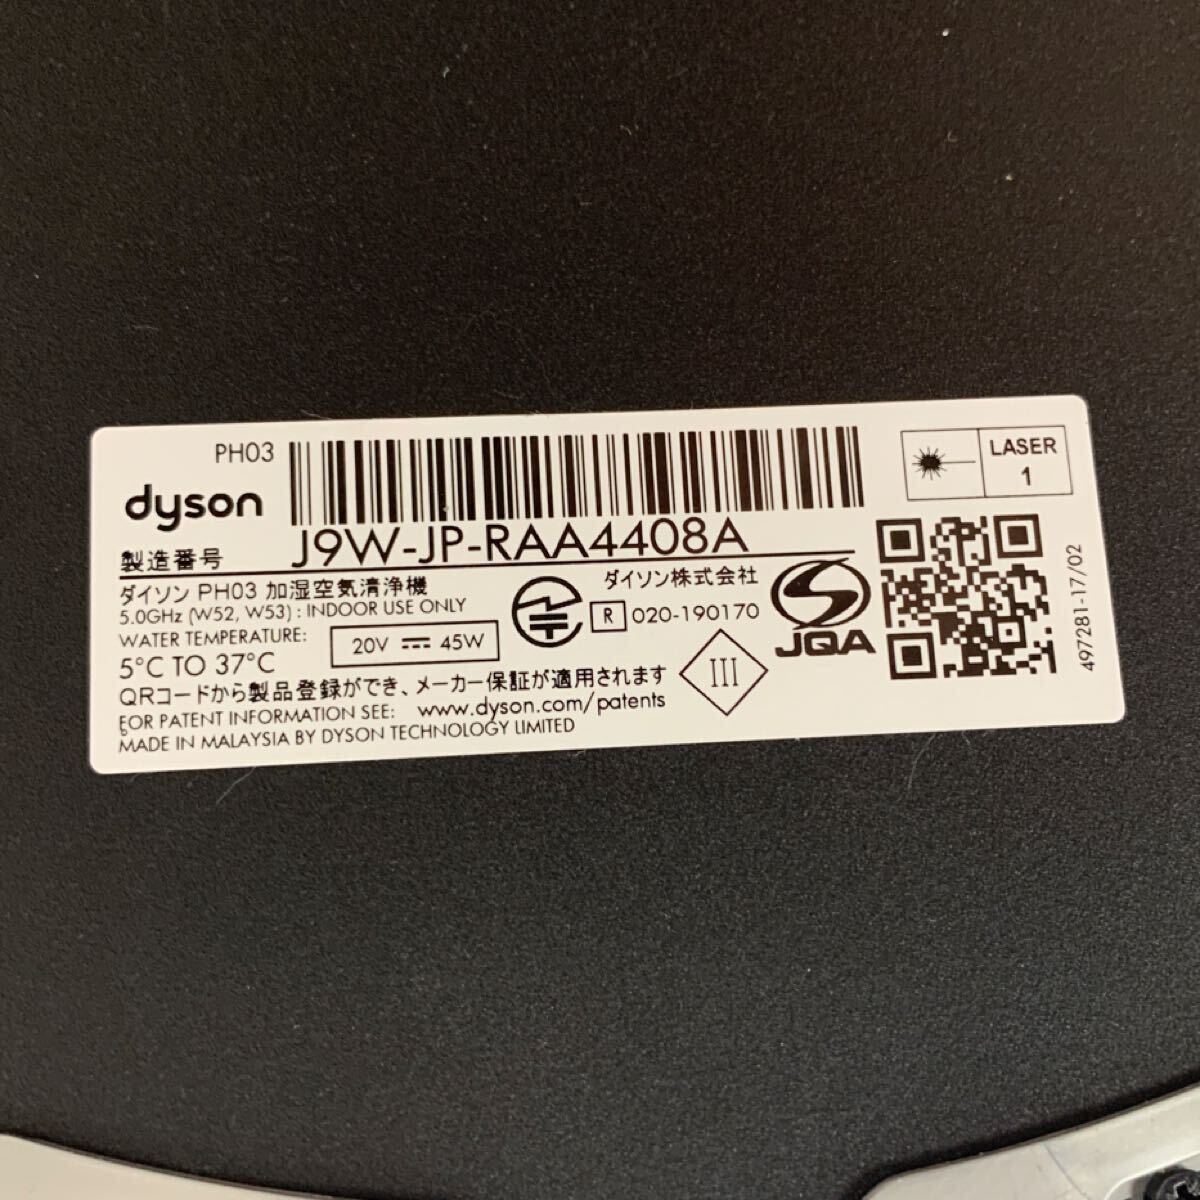 PH03
dyson
製造番号 J9W-JP-RAA4408A
LASER
1
ダイソン PH03 加湿空気清浄機
ダイソン株式会社
5.0GHz (W52, W53) : INDOOR USE ONLY
R 020-190170
JQA
WATER TEMPERATURE:
5°C TO 37°C
20V 45W
III
QRコードから製品登録ができ、メーカー保証が適用されます
FOR PATENT INFORMATION SEE: www.dyson.com/patents
MADE IN MALAYSIA BY DYSON TECHNOLOGY LIMITED
497281-17/02